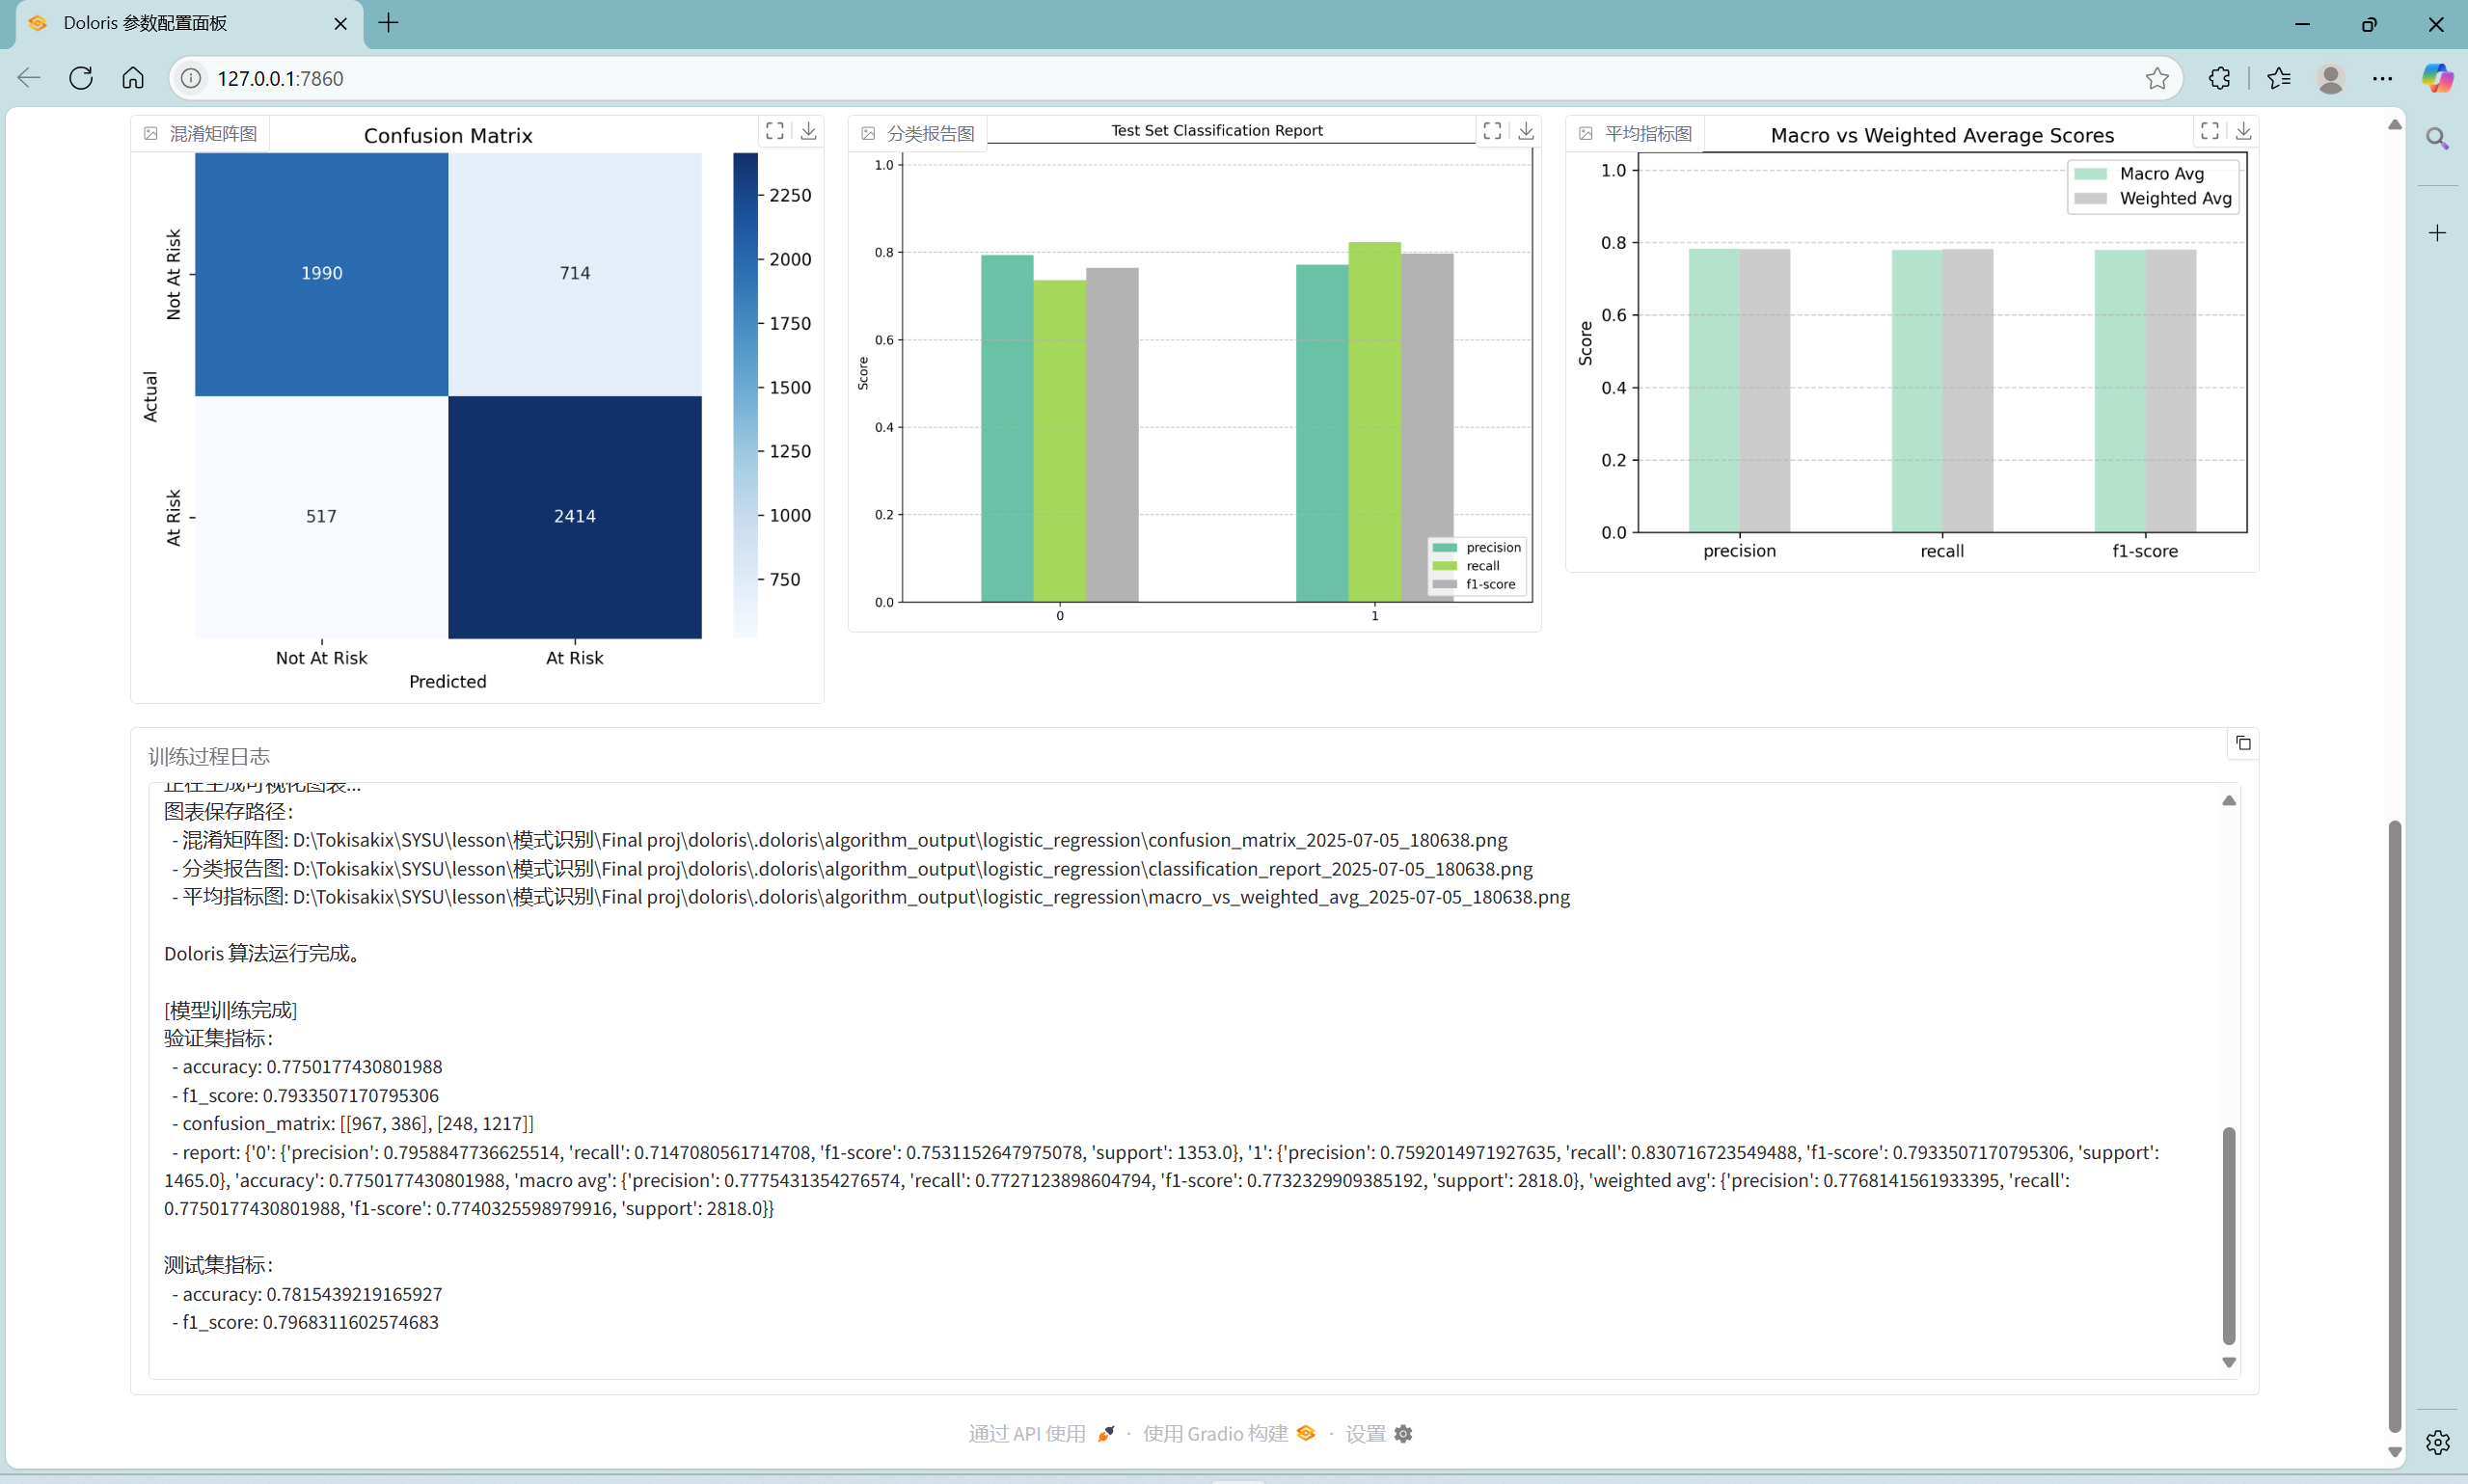 Doloris 参数配置面板
127.0.0.1:7860
混淆矩阵图
Confusion Matrix
Not At Risk
At Risk
Actual
1990
714
517
2414
Not At Risk
At Risk
Predicted
2250
2000
1750
1500
1250
1000
750
分类报告图
Test Set Classification Report
1.0
0.8
0.6
0.4
0.2
0.0
Score
0
1
precision
recall
f1-score
平均指标图
Macro vs Weighted Average Scores
Macro Avg
Weighted Avg
1.0
0.8
0.6
0.4
0.2
0.0
Score
precision
recall
f1-score
训练过程日志
正在生成可视化图表...
图表保存路径：
- 混淆矩阵图: D:\Tokisakix\SYSU\lesson\模式识别\Final proj\doloris\.doloris\algorithm_output\logistic_regression\confusion_matrix_2025-07-05_180638.png
- 分类报告图: D:\Tokisakix\SYSU\lesson\模式识别\Final proj\doloris\.doloris\algorithm_output\logistic_regression\classification_report_2025-07-05_180638.png
- 平均指标图: D:\Tokisakix\SYSU\lesson\模式识别\Final proj\doloris\.doloris\algorithm_output\logistic_regression\macro_vs_weighted_avg_2025-07-05_180638.png
Doloris 算法运行完成。
[模型训练完成]
验证集指标：
- accuracy: 0.7750177430801988
- f1_score: 0.7933507170795306
- confusion_matrix: [[967, 386], [248, 1217]]
- report: {'0': {'precision': 0.7958847736625514, 'recall': 0.7147080561714708, 'f1-score': 0.7531152647975078, 'support': 1353.0}, '1': {'precision': 0.7592014971927635, 'recall': 0.830716723549488, 'f1-score': 0.7933507170795306, 'support':
1465.0}, 'accuracy': 0.7750177430801988, 'macro avg': {'precision': 0.7775431354276574, 'recall': 0.7727123898604794, 'f1-score': 0.7732329909385192, 'support': 2818.0}, 'weighted avg': {'precision': 0.7768141561933395, 'recall':
0.7750177430801988, 'f1-score': 0.7740325598979916, 'support': 2818.0}}
测试集指标：
- accuracy: 0.7815439219165927
- f1_score: 0.7968311602574683
通过 API 使用 · 使用 Gradio 构建 · 设置